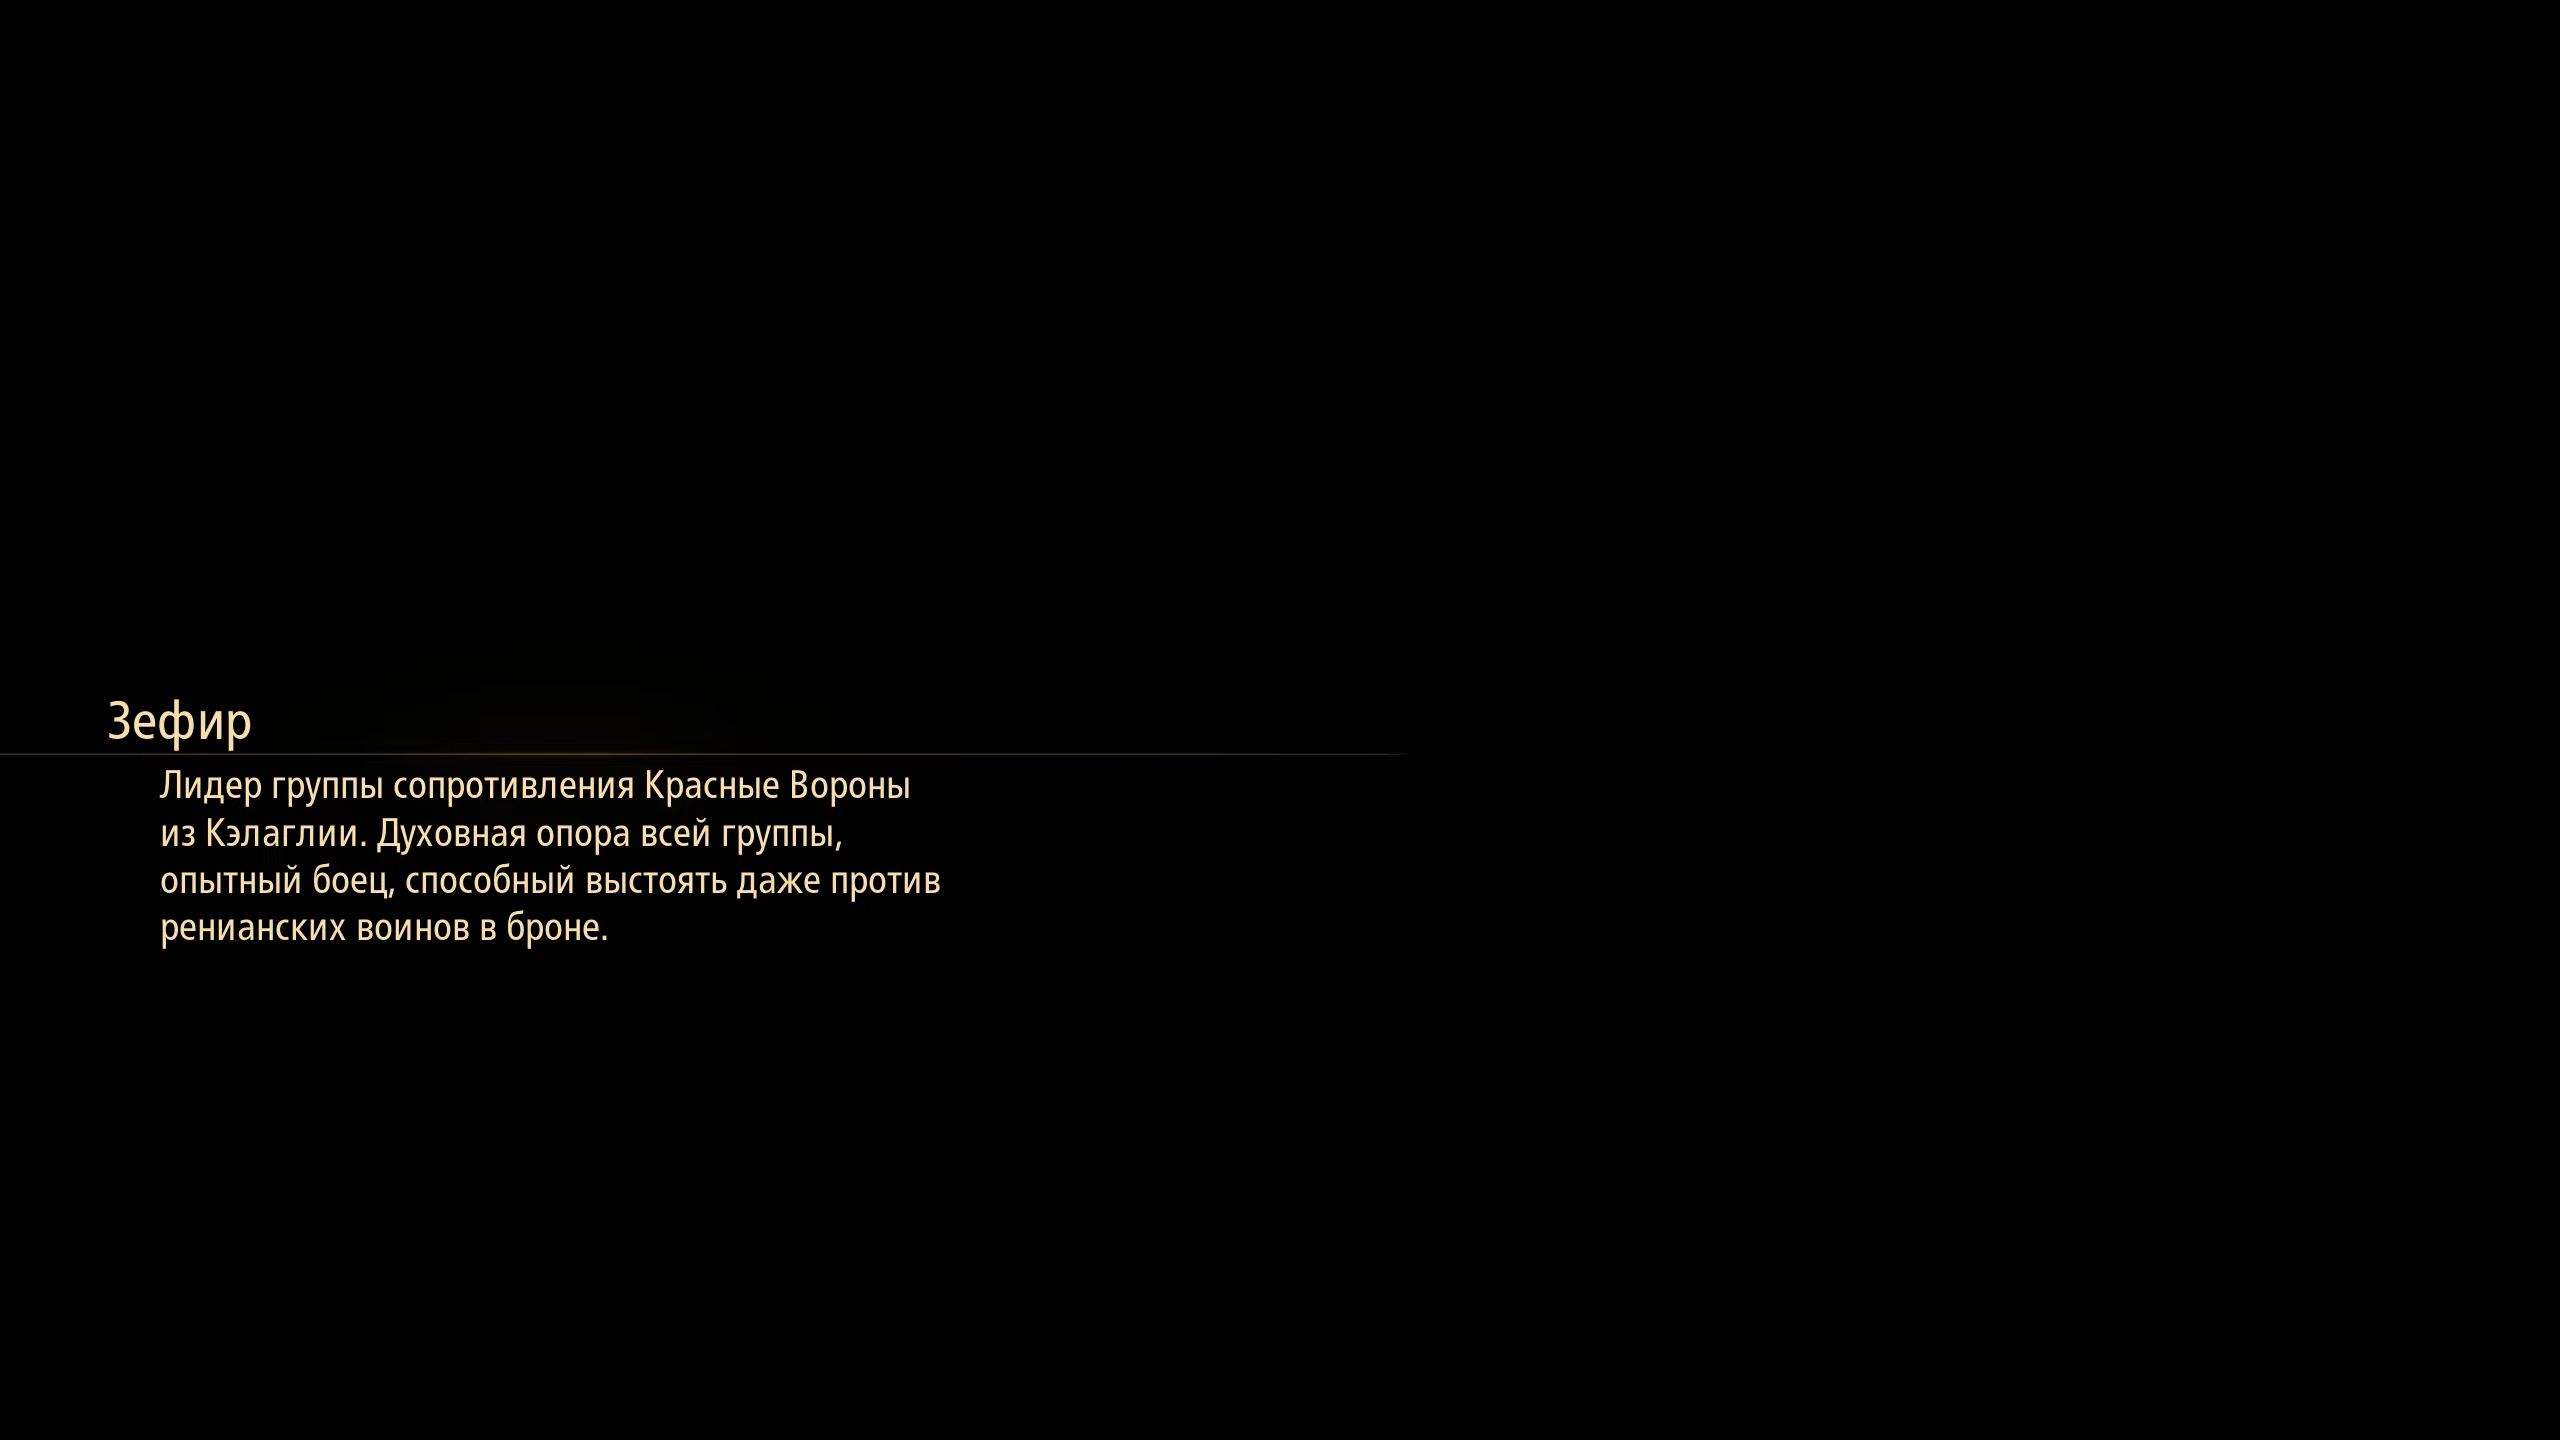 Зефир
Лидер группы сопротивления Красные Вороны
из Кэлаглии. Духовная опора всей группы,
опытный боец, способный выстоять даже против
ренианских воинов в броне.